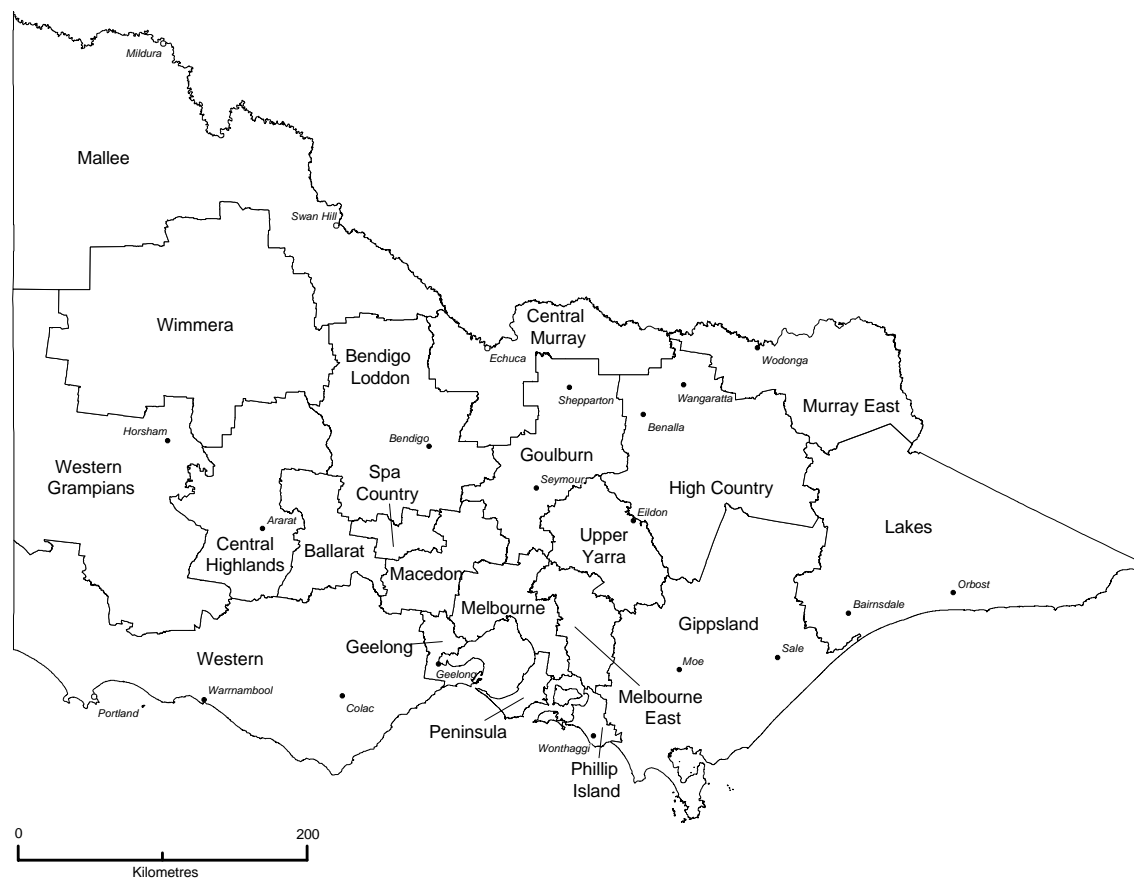 Mildura
Mallee
Swan Hill
Wimmera
Central
Murray
Bendigo
Loddon
Echuca
Wodonga
Shepparton
Wangaratta
Murray East
Benalla
Horsham
Bendigo
Western
Grampians
Spa
Country
Goulburn
Seymour
High Country
Eildon
Ararat
Central
Highlands
Ballarat
Upper
Yarra
Lakes
Macedon
Melbourne
Orbost
Bairnsdale
Gippsland
Geelong
Western
Geelong
Moe
Sale
Warrnambool
Portland
Colac
Melbourne
East
Peninsula
Wonthaggi
Phillip
Island
0
200
Kilometres